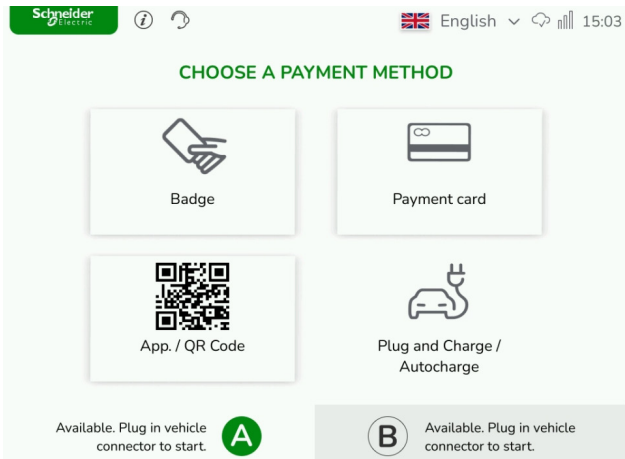 Schneider
Electric
English
15:03
CHOOSE A PAYMENT METHOD
Badge
Payment card
App. / QR Code
Plug and Charge /
Autocharge
Available. Plug in vehicle
connector to start.
A
B
Available. Plug in vehicle
connector to start.